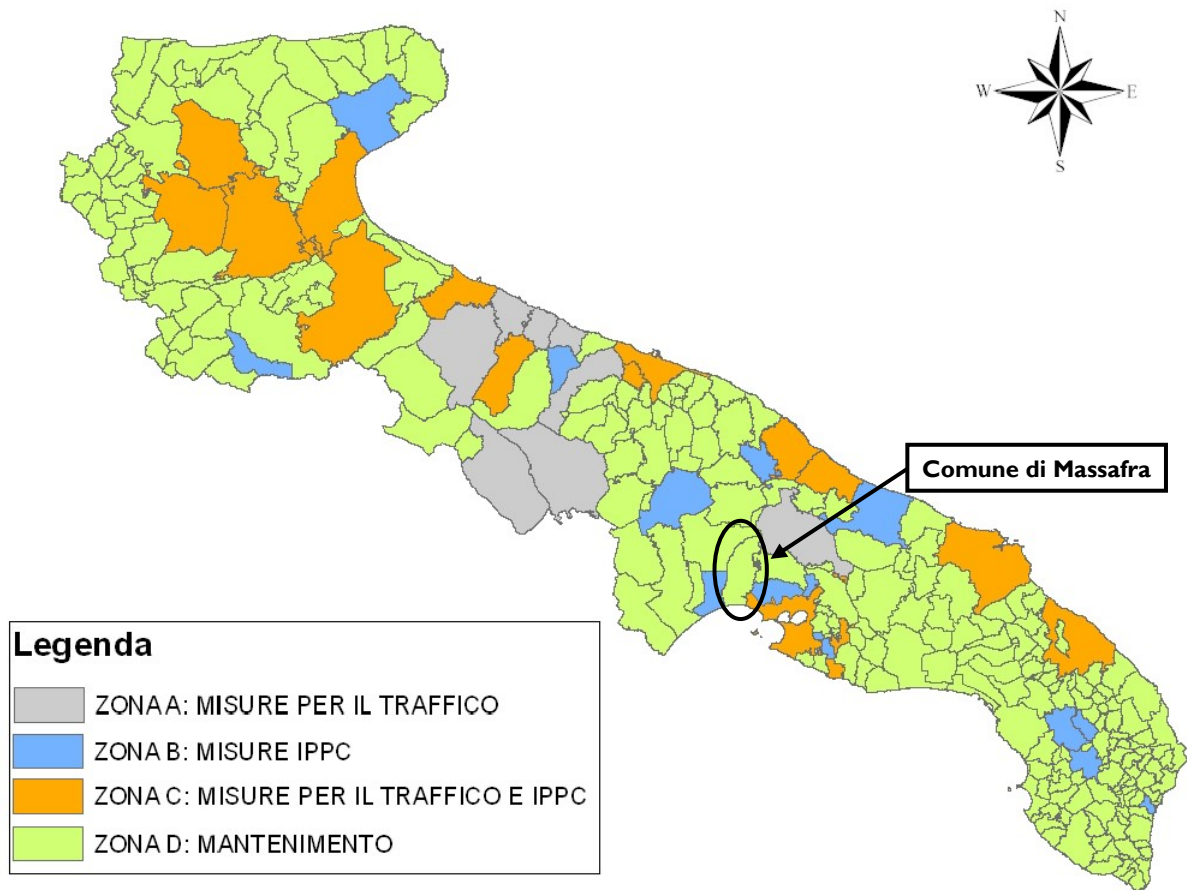 N
W E
S
Comune di Massafra
Legenda
ZONA A: MISURE PER IL TRAFFICO
ZONA B: MISURE IPPC
ZONA C: MISURE PER IL TRAFFICO E IPPC
ZONA D: MANTENIMENTO